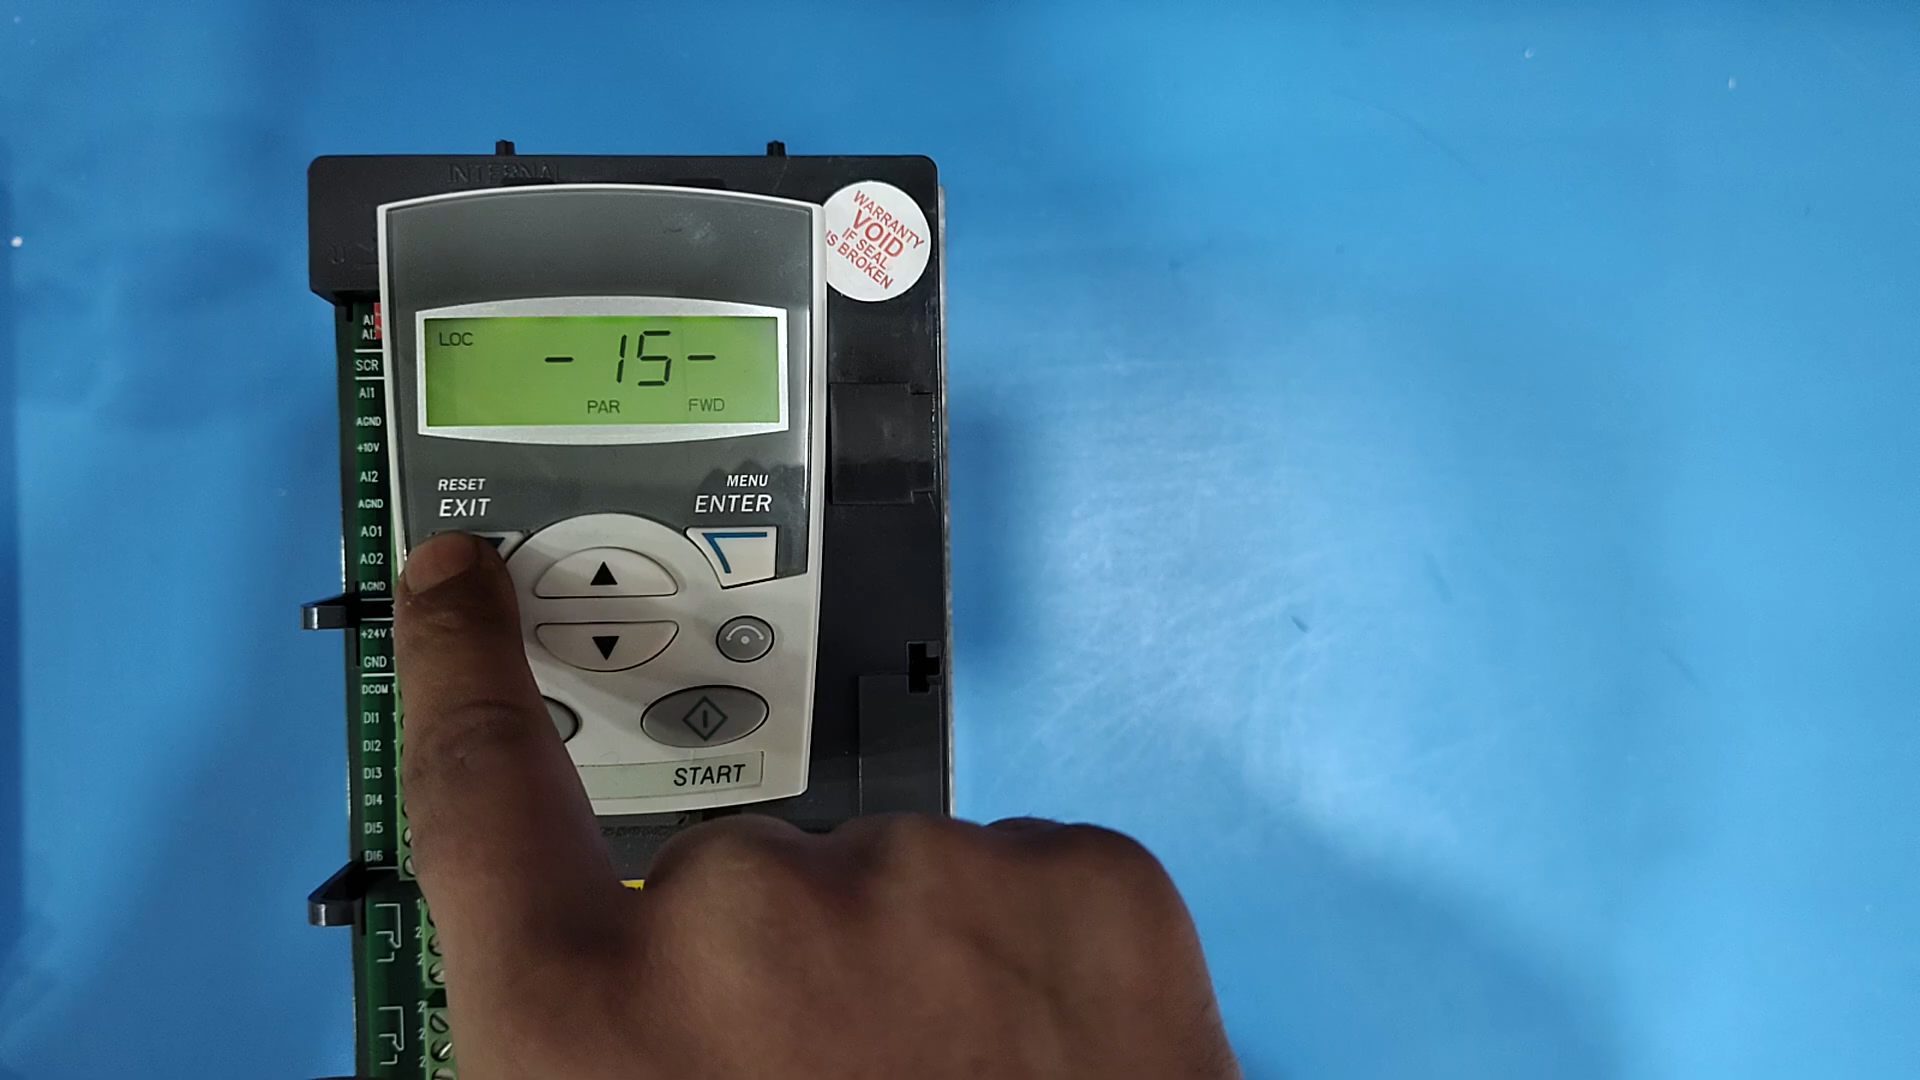 INTERNAL
WARRANTY
VOID
IF SEAL
IS BROKEN
LOC
-15-
PAR FWD
RESET
EXIT
MENU
ENTER
START
SCR
AI1
AGND
+10V
AI2
AGND
AO1
AO2
AGND
+24V
GND
DCOM
DI1
DI2
DI3
DI4
DI5
DI6